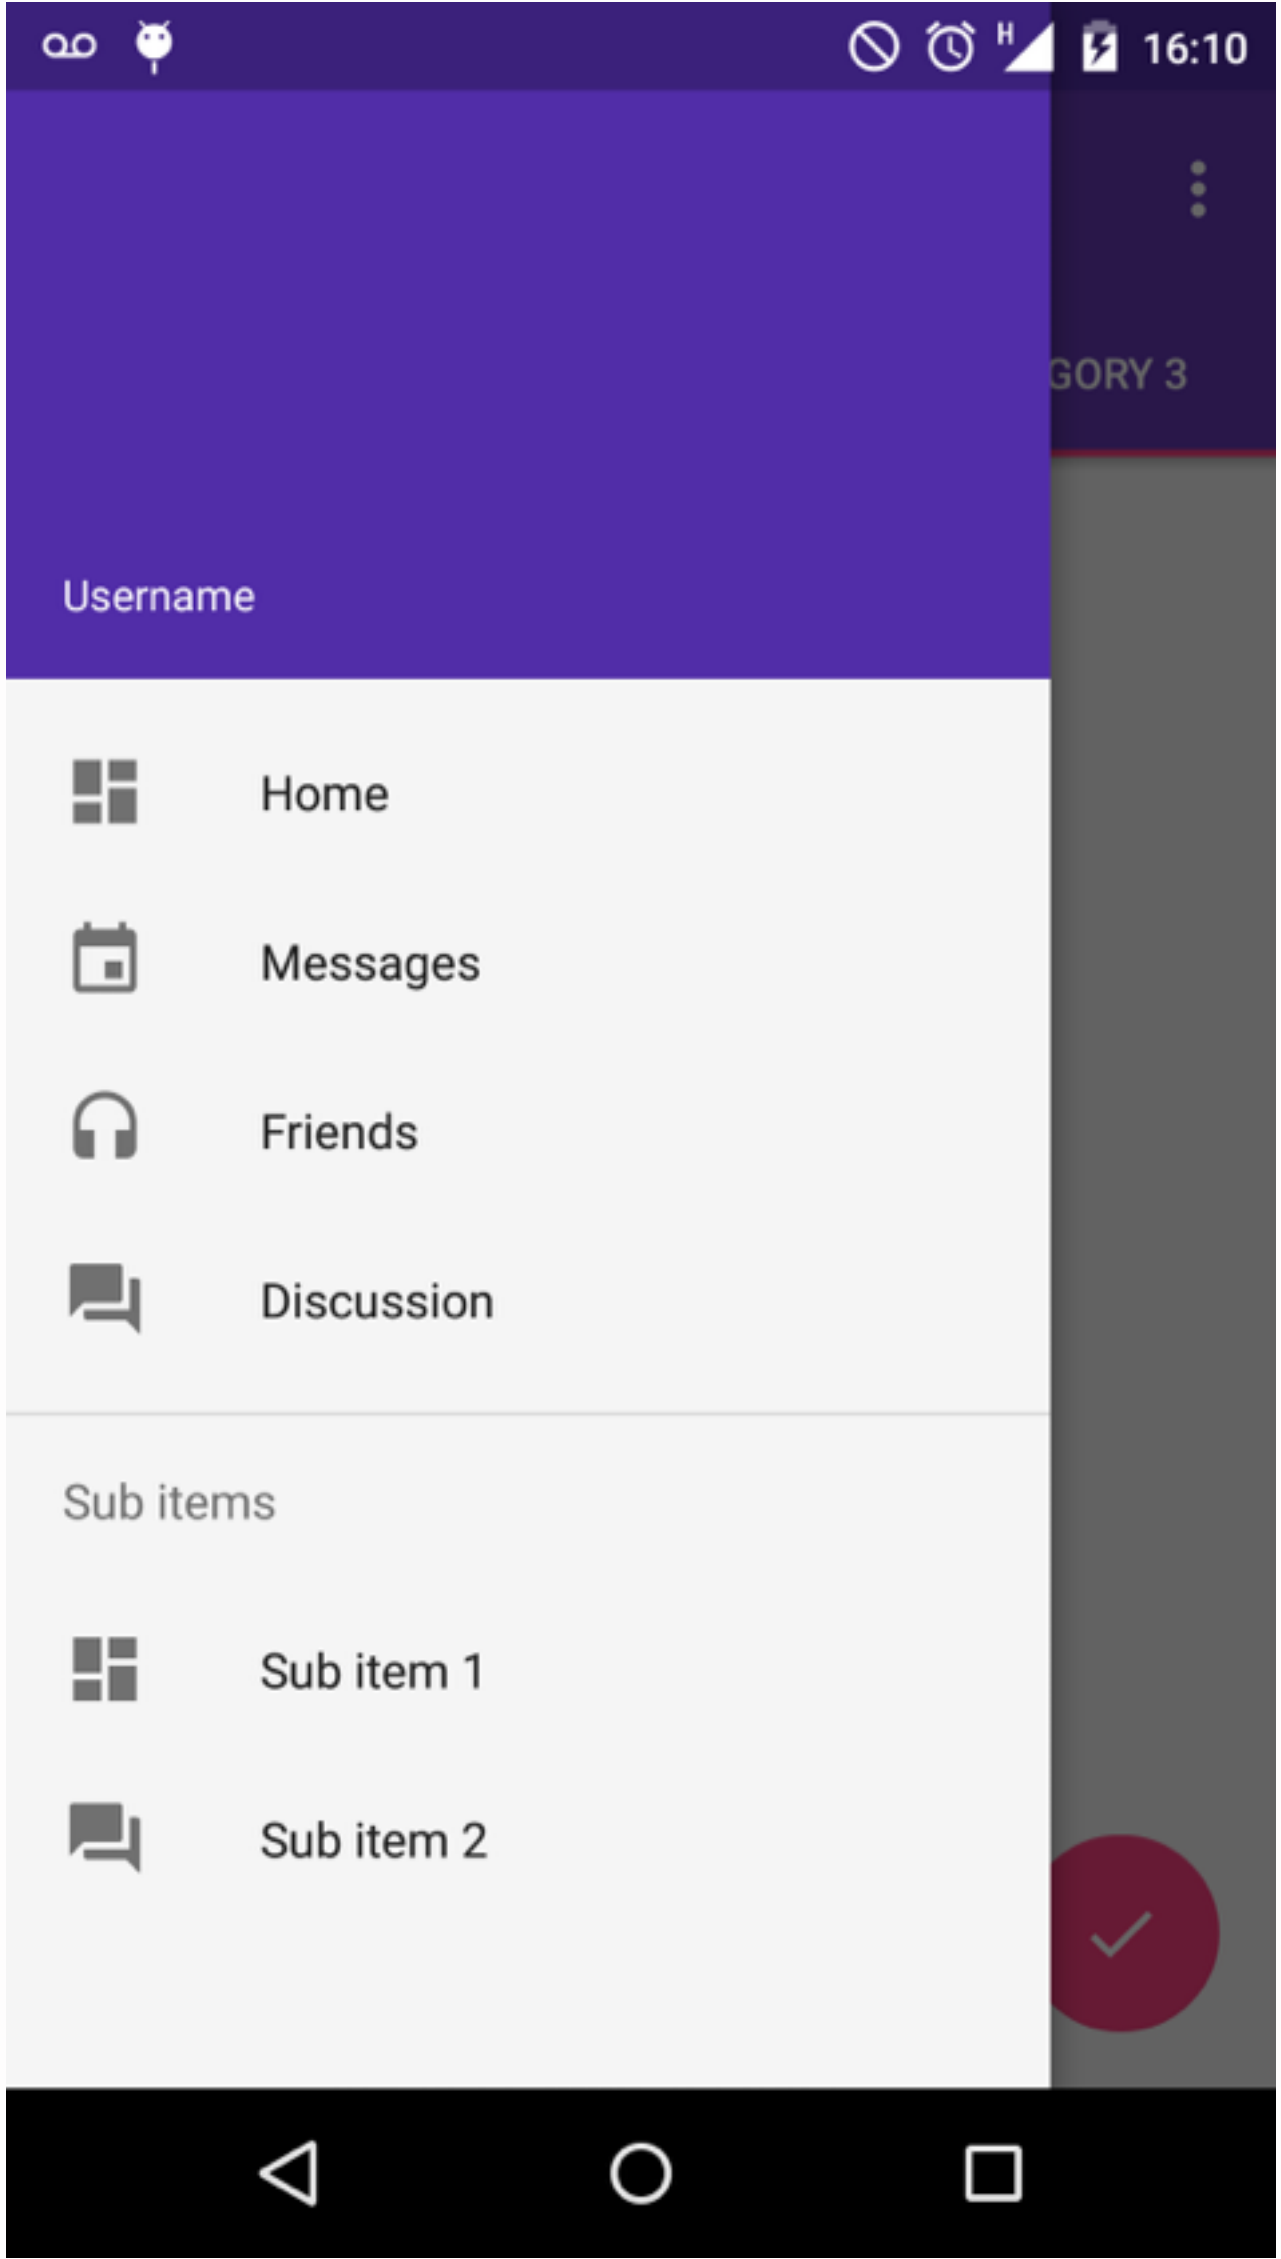 H 16:10
GORY 3
Username
Home
Messages
Friends
Discussion
Sub items
Sub item 1
Sub item 2